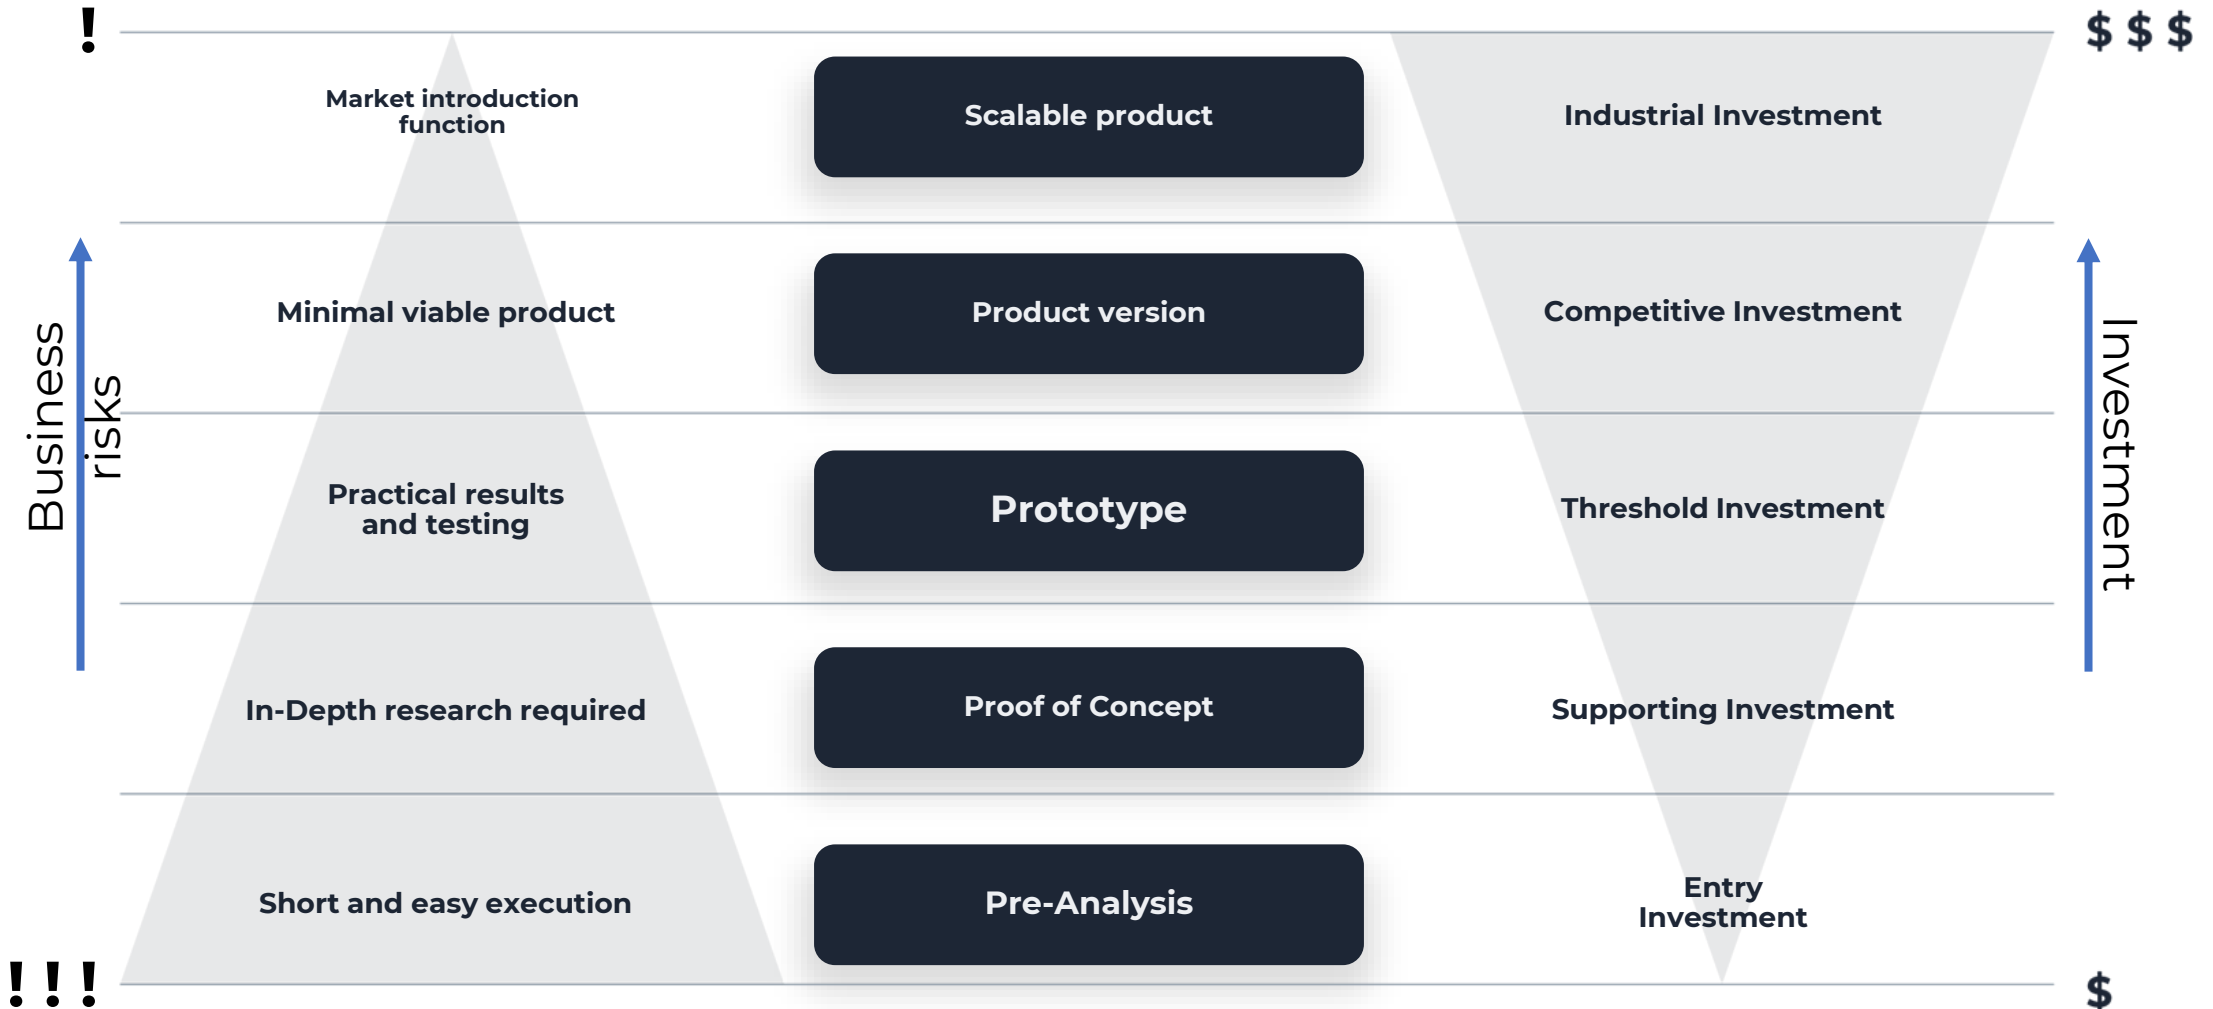 !
$ $ $
Market introduction
function
Scalable product
Industrial Investment
Minimal viable product
Product version
Competitive Investment
Business
risks
Investment
Practical results
and testing
Prototype
Threshold Investment
In-Depth research required
Proof of Concept
Supporting Investment
Short and easy execution
Pre-Analysis
Entry
Investment
! ! !
$